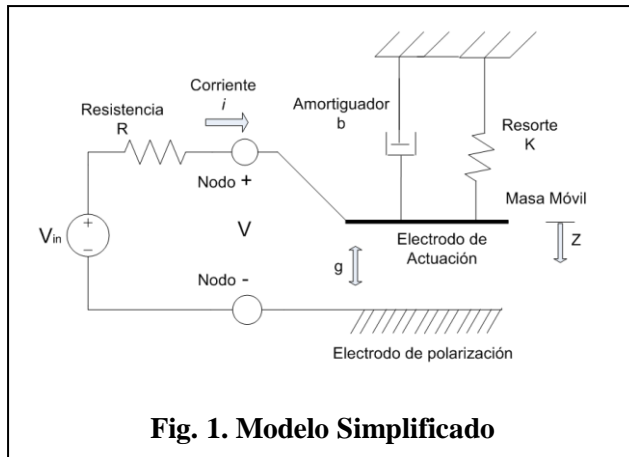 Corriente
i
Resistencia
R
Amortiguador
b
Resorte
K
Nodo +
Masa Móvil
Vin
V
Electrodo de
Actuación
Z
g
Nodo -
Electrodo de polarización
Fig. 1. Modelo Simplificado